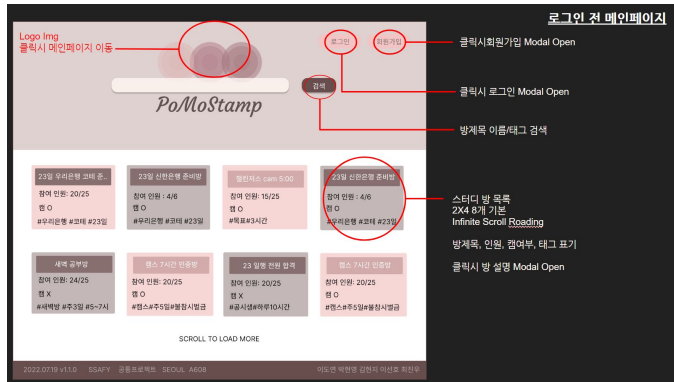 로그인 전 메인페이지
Logo Img
클릭시 메인페이지 이동
로그인
회원가입
클릭시회원가입 Modal Open
클릭시 로그인 Modal Open
검색
PoMoStamp
방제목 이름/태그 검색
23일 우리은행 코테 준..
참여 인원: 20/25
캠 O
#우리은행 #코테 #23일
23일 신한은행 준비방
참여 인원 : 4/6
캠 O
#우리은행 #코테 #23일
챌린지스 cam 5:00
참여 인원: 15/25
캠 O
#목표#3시간
23일 신한은행 준비방
참여 인원 : 4/6
캠 O
#우리은행 #코테 #23일
스터디 방 목록
2X4 8개 기본
Infinite Scroll Roading
방제목, 인원, 캠여부, 태그 표기
클릭시 방 설명 Modal Open
새벽 공부방
참여 인원: 24/25
캠 X
#새벽방 #주3일 #5~7시
캠스 7시간 인증방
참여 인원: 20/25
캠 O
#캠스#주5일#불참시벌금
23 일행 전원 합격
참여 인원: 20/25
캠 X
#공시생#하루10시간
캠스 7시간 인증방
참여 인원: 20/25
캠 O
#캠스#주5일#불참시벌금
SCROLL TO LOAD MORE
2022.07.19 v1.1.0 SSAFY 공통프로젝트 SEOUL A608
이도연 박현영 김현지 이선호 최진우